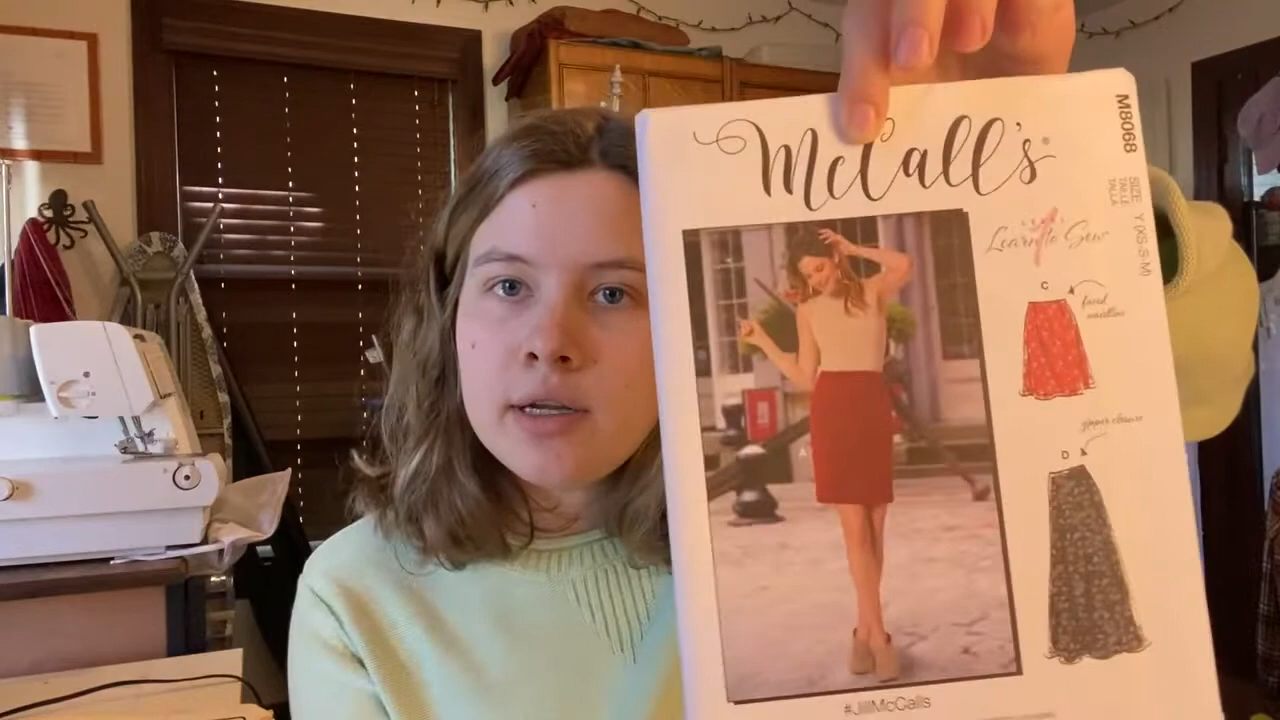 McCall's®
M8068
SIZE
TAILLE
TALLA
Y (XS-S-M)
Learn to Sew
C
faced
waistline
A
zipper closure
D
#JillMcCalls